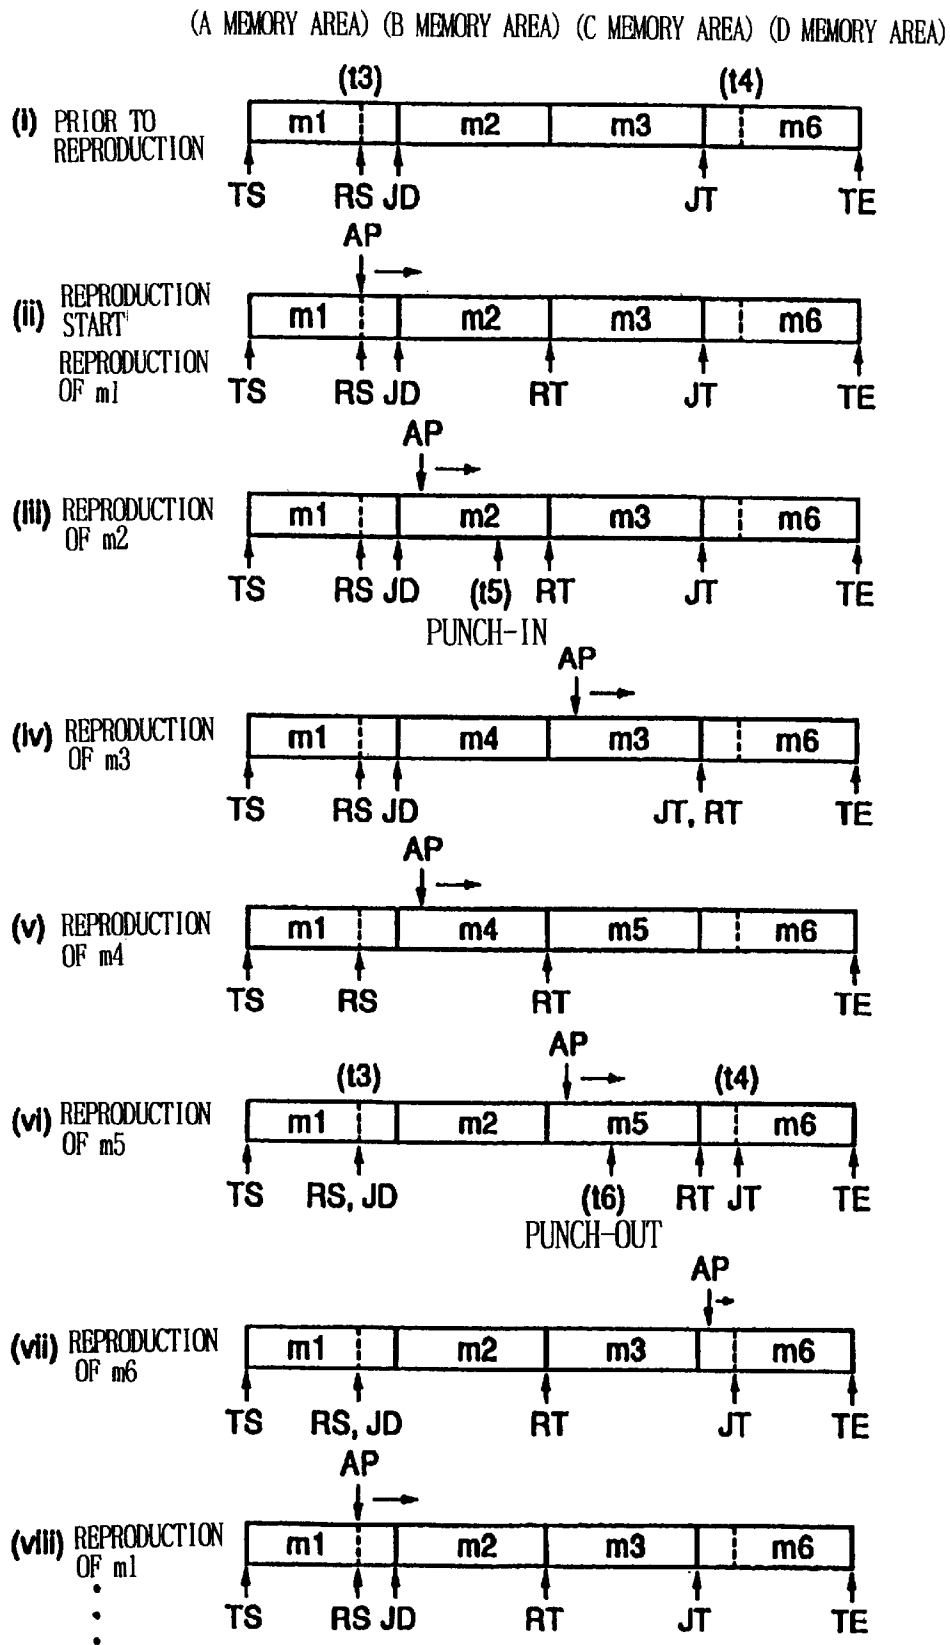 (A MEMORY AREA) (B MEMORY AREA) (C MEMORY AREA) (D MEMORY AREA)
(t3) (t4)
(i) PRIOR TO
REPRODUCTION
m1 m2 m3 m6
TS RS JD JT TE
AP
(ii) REPRODUCTION
START
REPRODUCTION
OF m1
m1 m2 m3 m6
TS RS JD RT JT TE
AP
(iii) REPRODUCTION
OF m2
m1 m2 m3 m6
TS RS JD (t5) RT JT TE
PUNCH-IN
AP
(iv) REPRODUCTION
OF m3
m1 m4 m3 m6
TS RS JD JT, RT TE
AP
(v) REPRODUCTION
OF m4
m1 m4 m5 m6
TS RS RT TE
AP
(t3) (t4)
(vi) REPRODUCTION
OF m5
m1 m2 m5 m6
TS RS, JD (t6) RT JT TE
PUNCH-OUT
AP
(vii) REPRODUCTION
OF m6
m1 m2 m3 m6
TS RS, JD RT JT TE
AP
(viii) REPRODUCTION
OF m1
m1 m2 m3 m6
TS RS JD RT JT TE